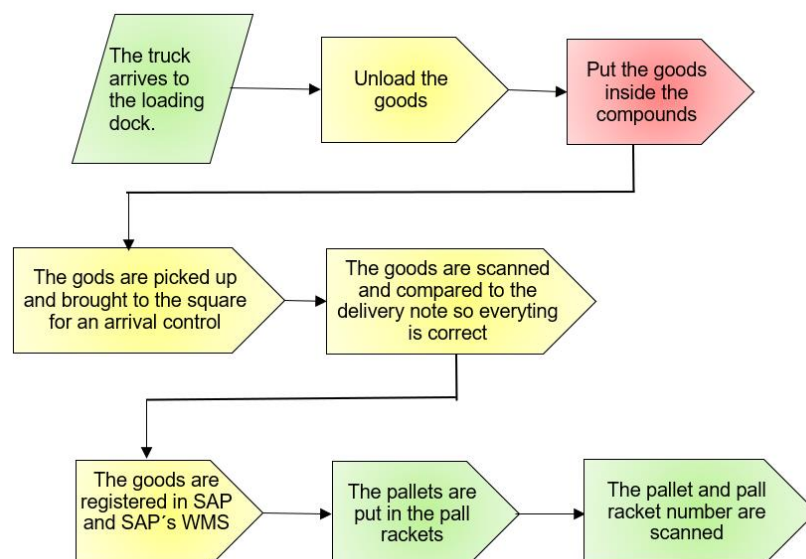 The truck
arrives to
the loading
dock.
Unload the
goods
Put the goods
inside the
compounds
The gods are picked up
and brought to the square
for an arrival control
The goods are scanned
and compared to the
delivery note so everyting
is correct
The goods are
registered in SAP
and SAP´s WMS
The pallets are
put in the pall
rackets
The pallet and pall
racket number are
scanned